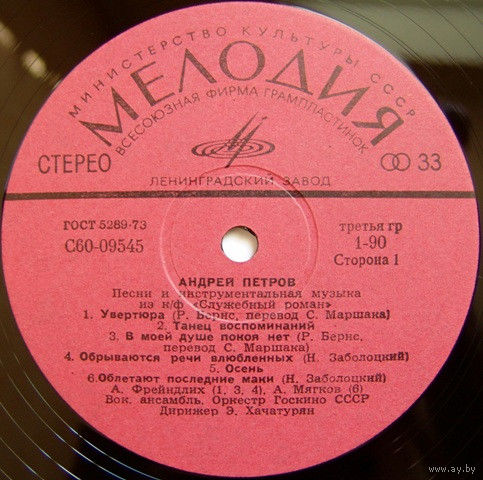 МИНИСТЕРСТВО КУЛЬТУРЫ СССР
МЕЛОДИЯ
ВСЕСОЮЗНАЯ ФИРМА ГРАМПЛАСТИНОК
СТЕРЕО
33
ЛЕНИНГРАДСКИЙ ЗАВОД
ГОСТ 5289-73
третья гр
С60-09545
1-90
Сторона 1
АНДРЕЙ ПЕТРОВ
Песни и инструментальная музыка
из к/ф «Служебный роман»
1. Увертюра (Р. Бернс, перевод С. Маршака)
2. Танец воспоминаний
3. В моей душе покоя нет (Р. Бернс,
перевод С. Маршака)
4. Обрываются речи влюбленных (Н. Заболоцкий)
5. Осень
6.Облетают последние маки (Н. Заболоцкий)
А. Фрейндлих (1, 3, 4), А. Мягков (6)
Вок. ансамбль, Оркестр Госкино СССР
Дирижер Э. Хачатурян
www.ay.by